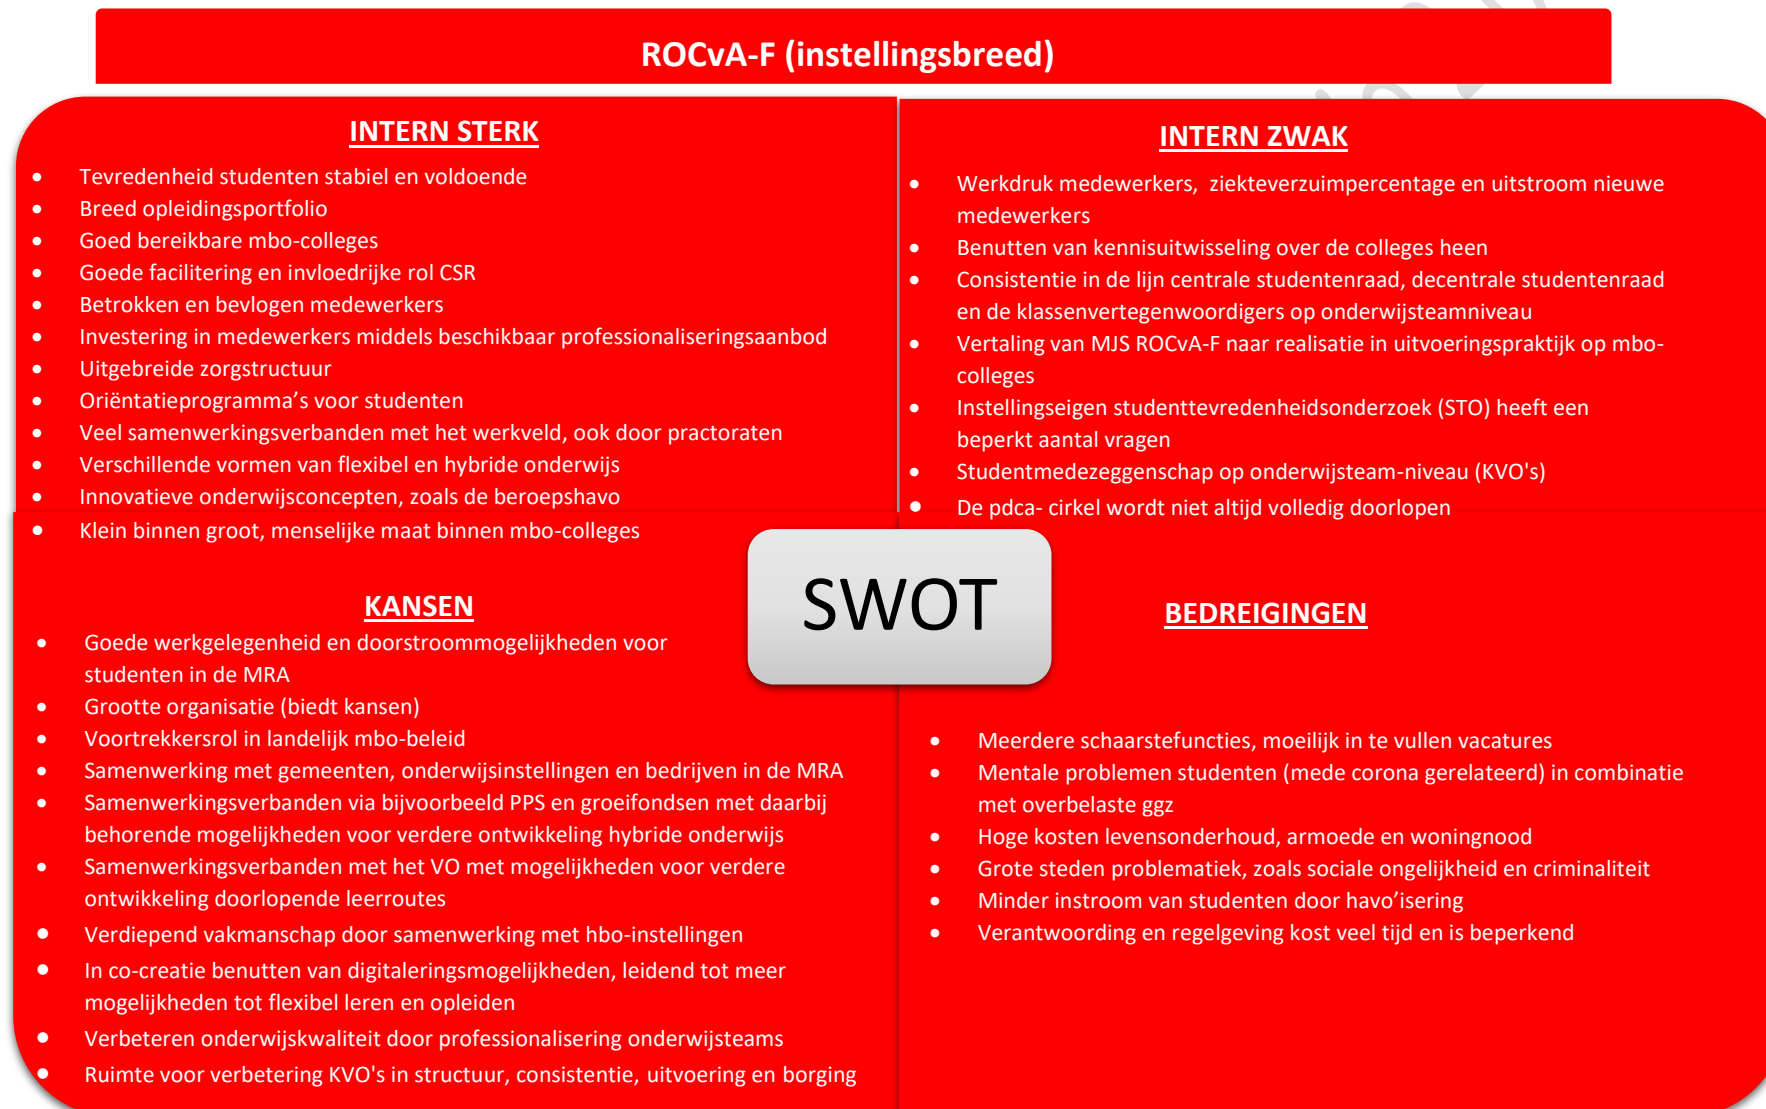 ROCvA-F (instellingsbreed)
INTERN STERK
• Tevredenheid studenten stabiel en voldoende
• Breed opleidingsportfolio
• Goed bereikbare mbo-colleges
• Goede facilitering en invloedrijke rol CSR
• Betrokken en bevlogen medewerkers
• Investering in medewerkers middels beschikbaar professionaliseringsaanbod
• Uitgebreide zorgstructuur
• Oriëntatieprogramma’s voor studenten
• Veel samenwerkingsverbanden met het werkveld, ook door practoraten
• Verschillende vormen van flexibel en hybride onderwijs
• Innovatieve onderwijsconcepten, zoals de beroepshavo
• Klein binnen groot, menselijke maat binnen mbo-colleges
INTERN ZWAK
• Werkdruk medewerkers, ziekteverzuimpercentage en uitstroom nieuwe
medewerkers
• Benutten van kennisuitwisseling over de colleges heen
• Consistentie in de lijn centrale studentenraad, decentrale studentenraad
en de klassenvertegenwoordigers op onderwijsteamniveau
• Vertaling van MJS ROCvA-F naar realisatie in uitvoeringspraktijk op mbo-
colleges
• Instellingseigen studenttevredenheidsonderzoek (STO) heeft een
beperkt aantal vragen
• Studentmedezeggenschap op onderwijsteam-niveau (KVO's)
• De pdca- cirkel wordt niet altijd volledig doorlopen
SWOT
KANSEN
• Goede werkgelegenheid en doorstroommogelijkheden voor
studenten in de MRA
• Grootte organisatie (biedt kansen)
• Voortrekkersrol in landelijk mbo-beleid
• Samenwerking met gemeenten, onderwijsinstellingen en bedrijven in de MRA
• Samenwerkingsverbanden via bijvoorbeeld PPS en groeifondsen met daarbij
behorende mogelijkheden voor verdere ontwikkeling hybride onderwijs
• Samenwerkingsverbanden met het VO met mogelijkheden voor verdere
ontwikkeling doorlopende leerroutes
• Verdiepend vakmanschap door samenwerking met hbo-instellingen
• In co-creatie benutten van digitaleringsmogelijkheden, leidend tot meer
mogelijkheden tot flexibel leren en opleiden
• Verbeteren onderwijskwaliteit door professionalisering onderwijsteams
• Ruimte voor verbetering KVO's in structuur, consistentie, uitvoering en borging
BEDREIGINGEN
• Meerdere schaarstefuncties, moeilijk in te vullen vacatures
• Mentale problemen studenten (mede corona gerelateerd) in combinatie
met overbelaste ggz
• Hoge kosten levensonderhoud, armoede en woningnood
• Grote steden problematiek, zoals sociale ongelijkheid en criminaliteit
• Minder instroom van studenten door havo’isering
• Verantwoording en regelgeving kost veel tijd en is beperkend